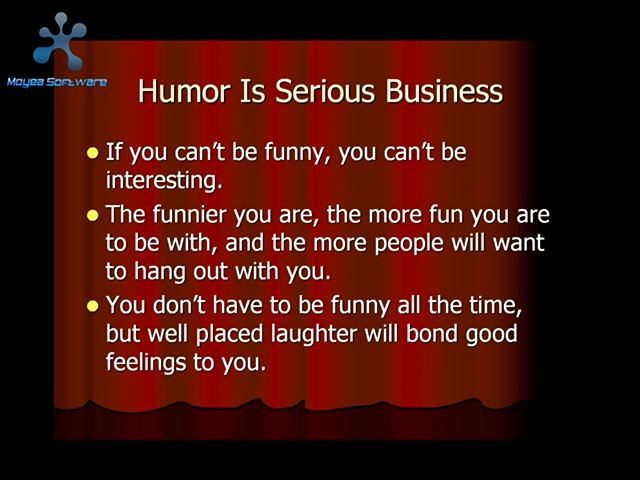 Moyea Software
Humor Is Serious Business
If you can't be funny, you can't be
interesting.
The funnier you are, the more fun you are
to be with, and the more people will want
to hang out with you.
You don't have to be funny all the time,
but well placed laughter will bond good
feelings to you.